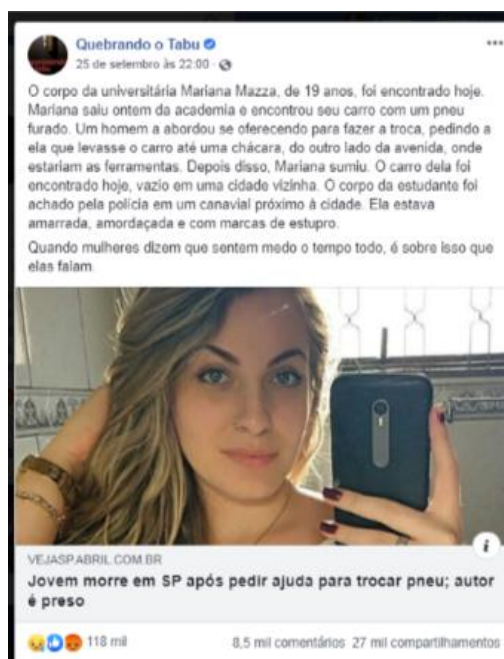 Quebrando o Tabu
25 de setembro às 22:00 ·
O corpo da universitária Mariana Mazza, de 19 anos, foi encontrado hoje.
Mariana saiu ontem da academia e encontrou seu carro com um pneu
furado. Um homem a abordou se oferecendo para fazer a troca, pedindo a
ela que levasse o carro até uma chácara, do outro lado da avenida, onde
estariam as ferramentas. Depois disso, Mariana sumiu. O carro dela foi
encontrado hoje, vazio em uma cidade vizinha. O corpo da estudante foi
achado pela polícia em um canavial próximo à cidade. Ela estava
amarrada, amordaçada e com marcas de estupro.
Quando mulheres dizem que sentem medo o tempo todo, é sobre isso que
elas falam.
VEJASP.ABRIL.COM.BR
Jovem morre em SP após pedir ajuda para trocar pneu; autor
é preso
118 mil
8,5 mil comentários 27 mil compartilhamentos